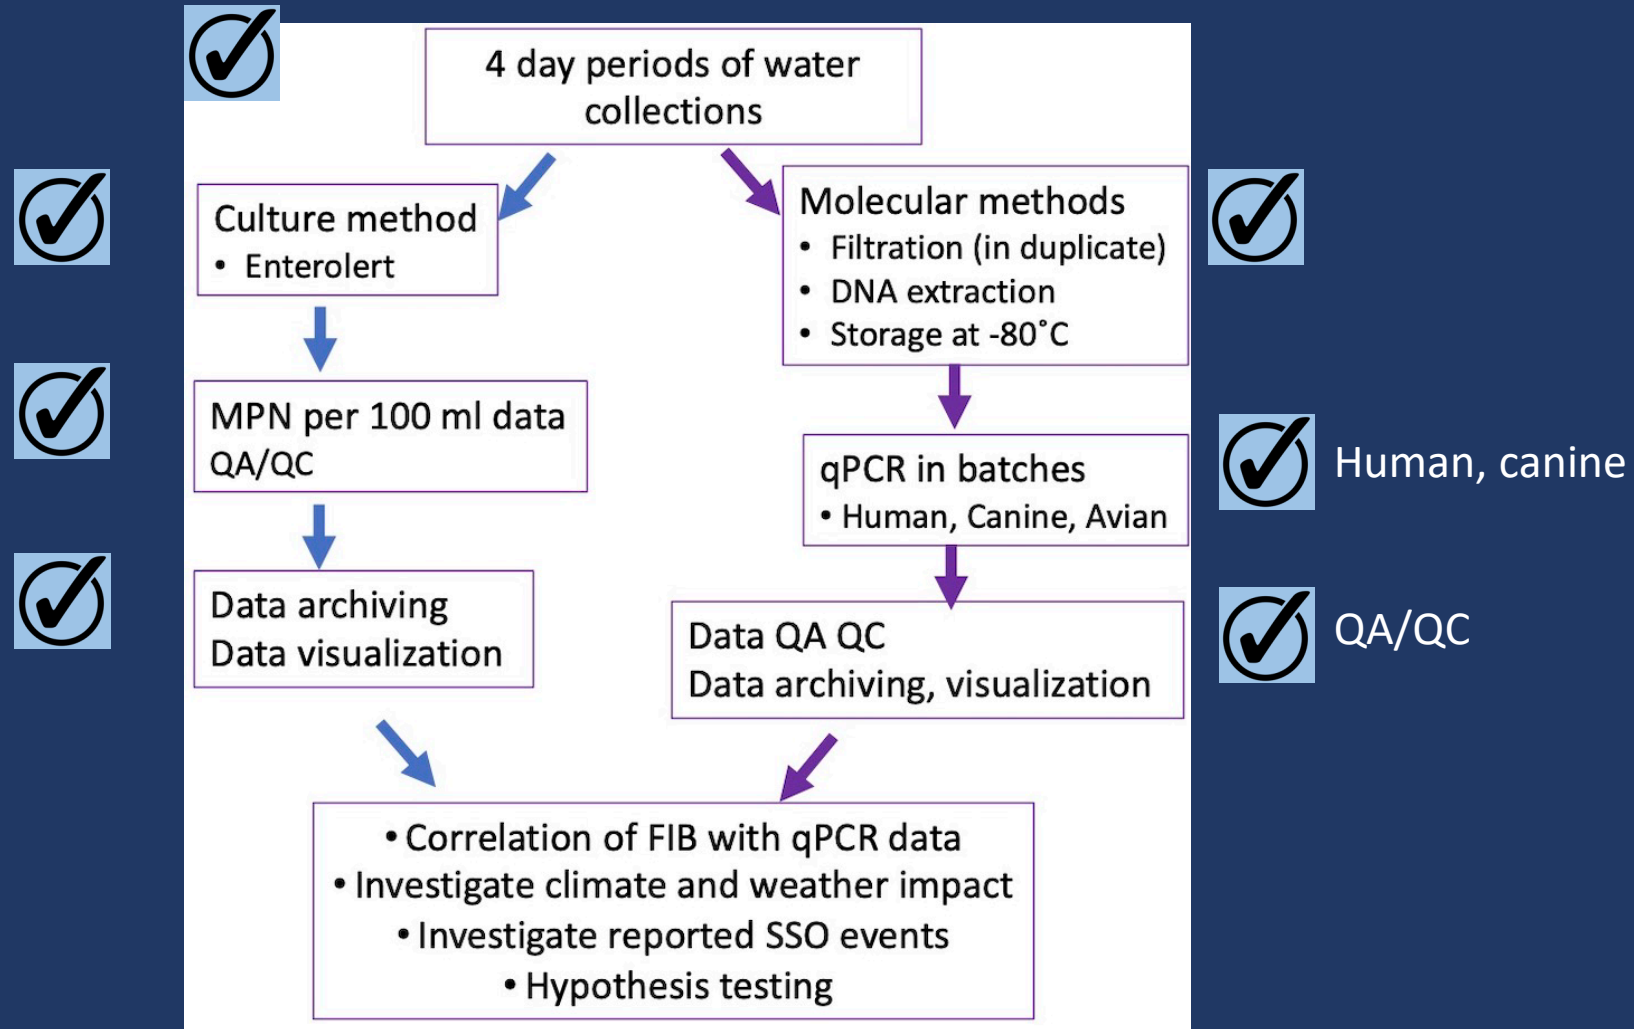 4 day periods of water
collections
Culture method
• Enterolert
Molecular methods
• Filtration (in duplicate)
• DNA extraction
• Storage at -80˚C
MPN per 100 ml data
QA/QC
qPCR in batches
• Human, Canine, Avian
Human, canine
Data archiving
Data visualization
Data QA QC
Data archiving, visualization
QA/QC
• Correlation of FIB with qPCR data
• Investigate climate and weather impact
• Investigate reported SSO events
• Hypothesis testing